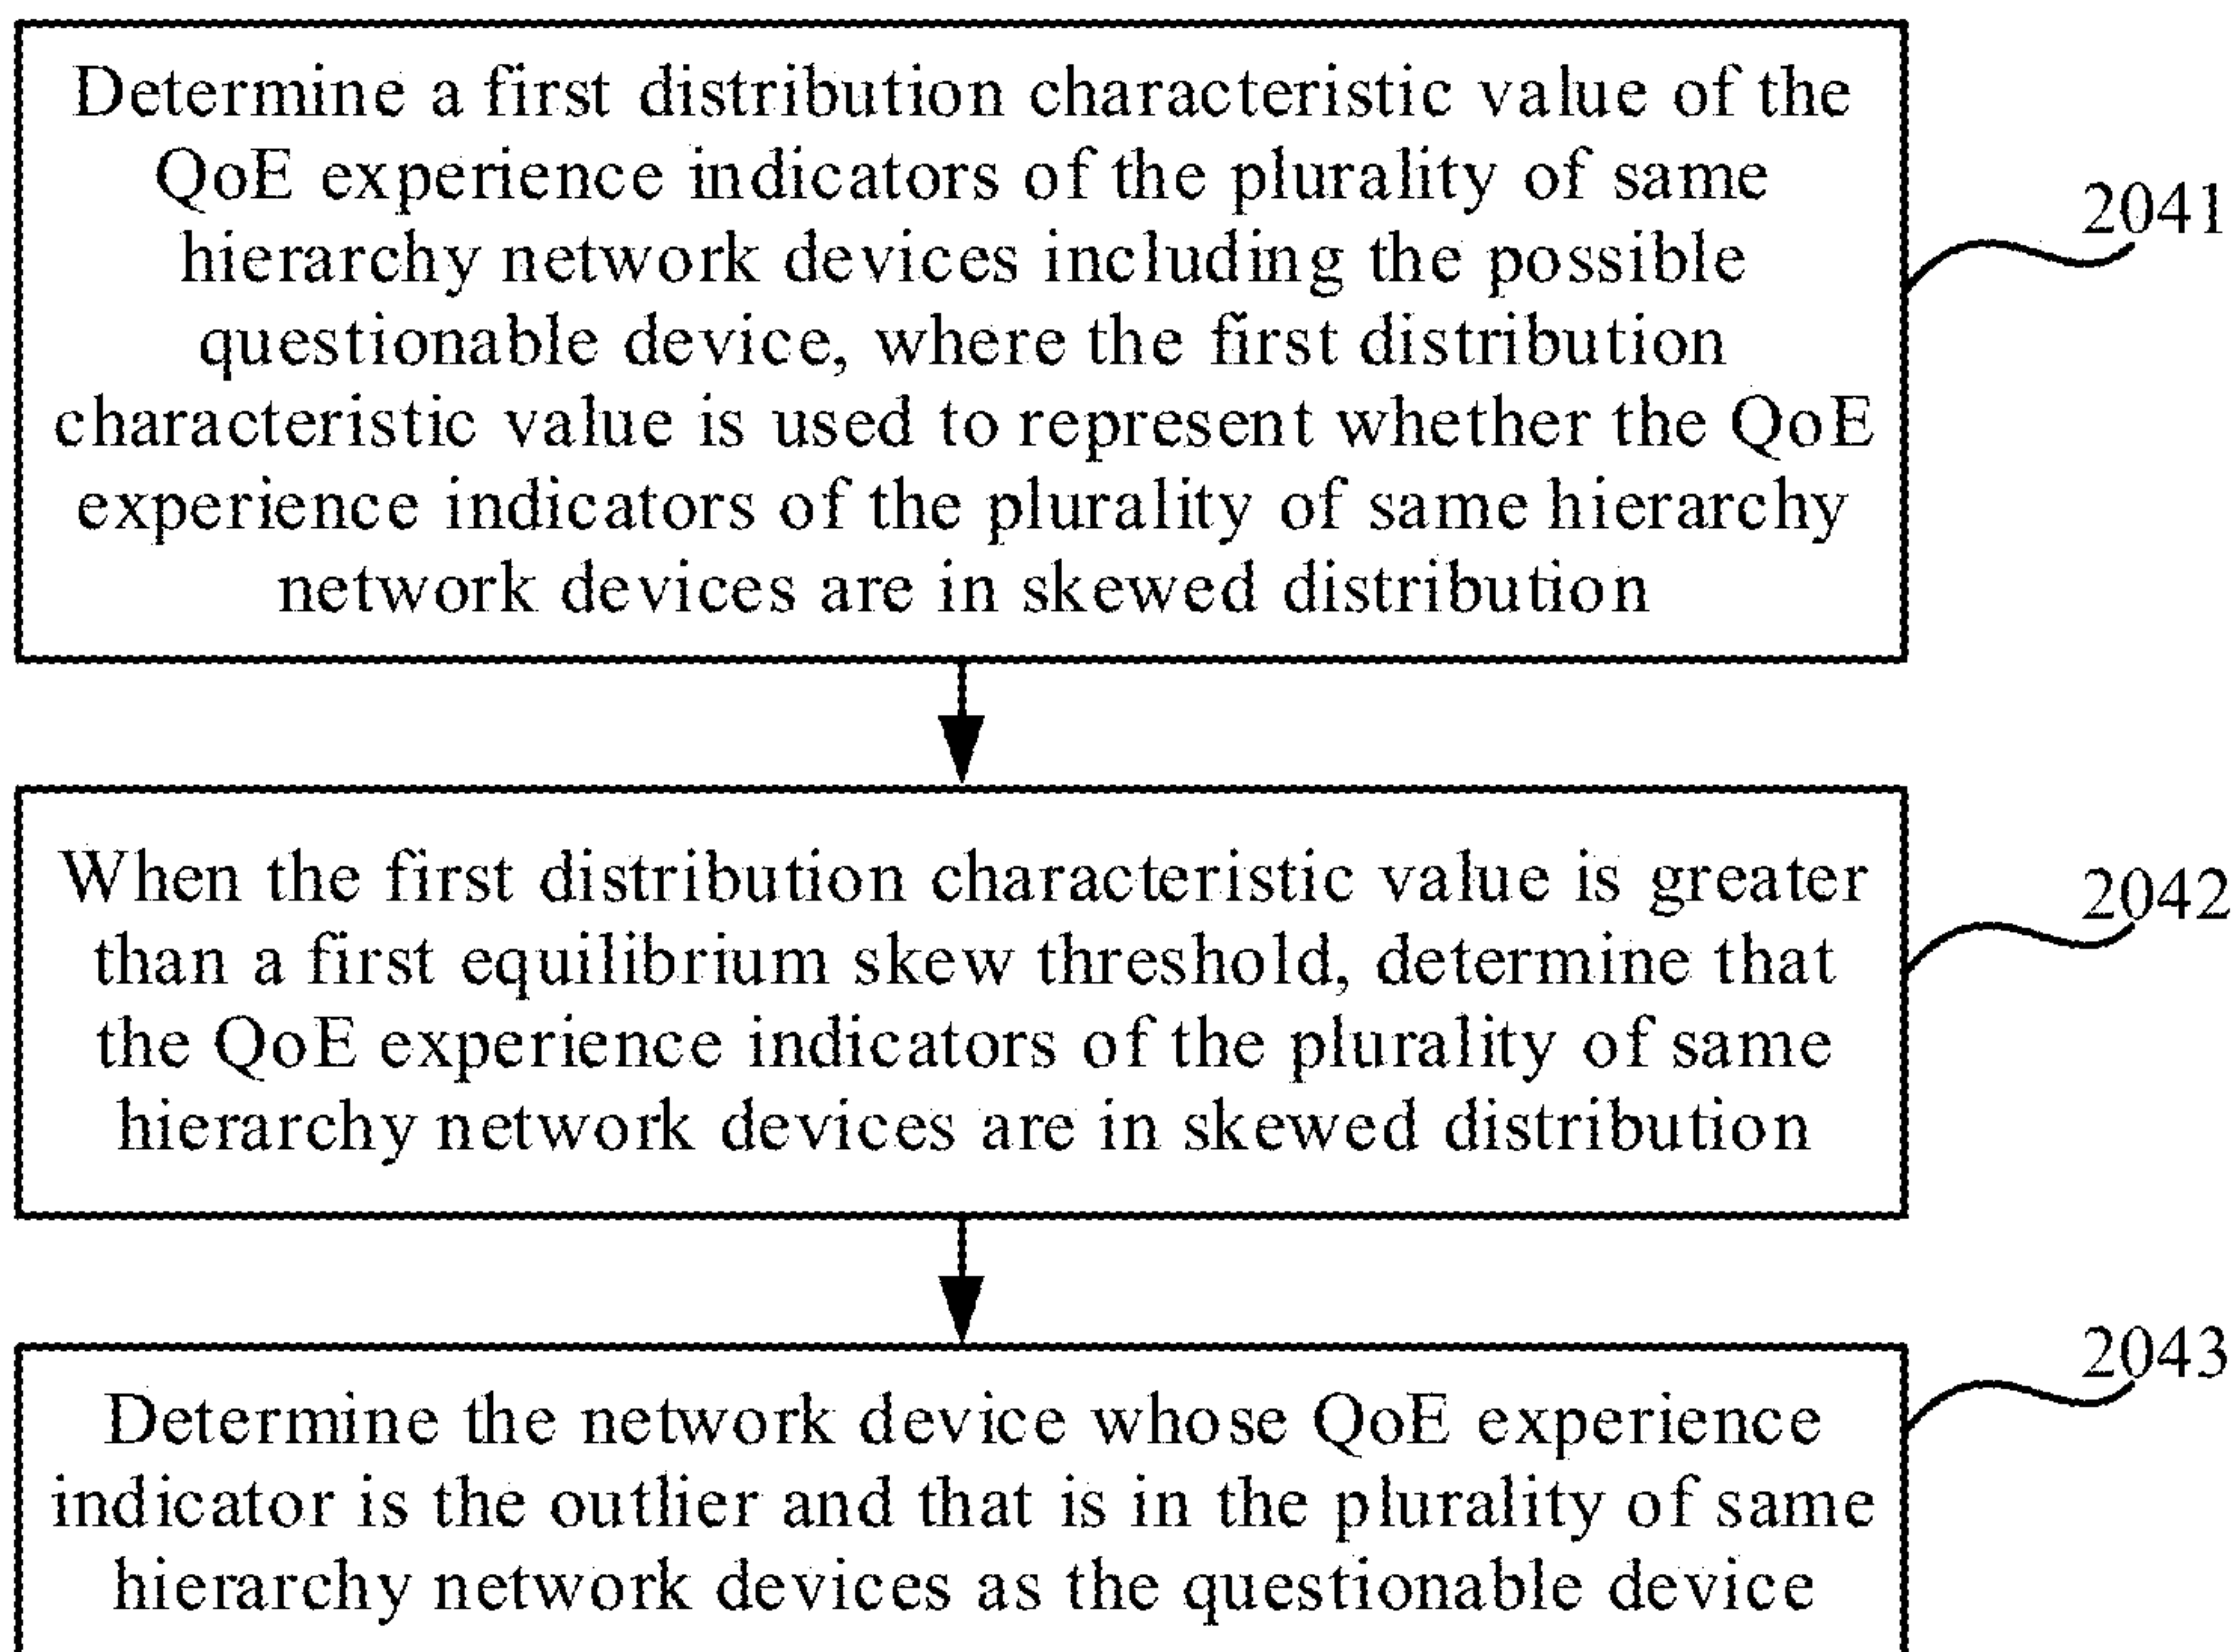 Determine a first distribution characteristic value of the
QoE experience indicators of the plurality of same
hierarchy network devices including the possible
questionable device, where the first distribution
characteristic value is used to represent whether the QoE
experience indicators of the plurality of same hierarchy
network devices are in skewed distribution
2041
When the first distribution characteristic value is greater
than a first equilibrium skew threshold, determine that
the QoE experience indicators of the plurality of same
hierarchy network devices are in skewed distribution
2042
Determine the network device whose QoE experience
indicator is the outlier and that is in the plurality of same
hierarchy network devices as the questionable device
2043